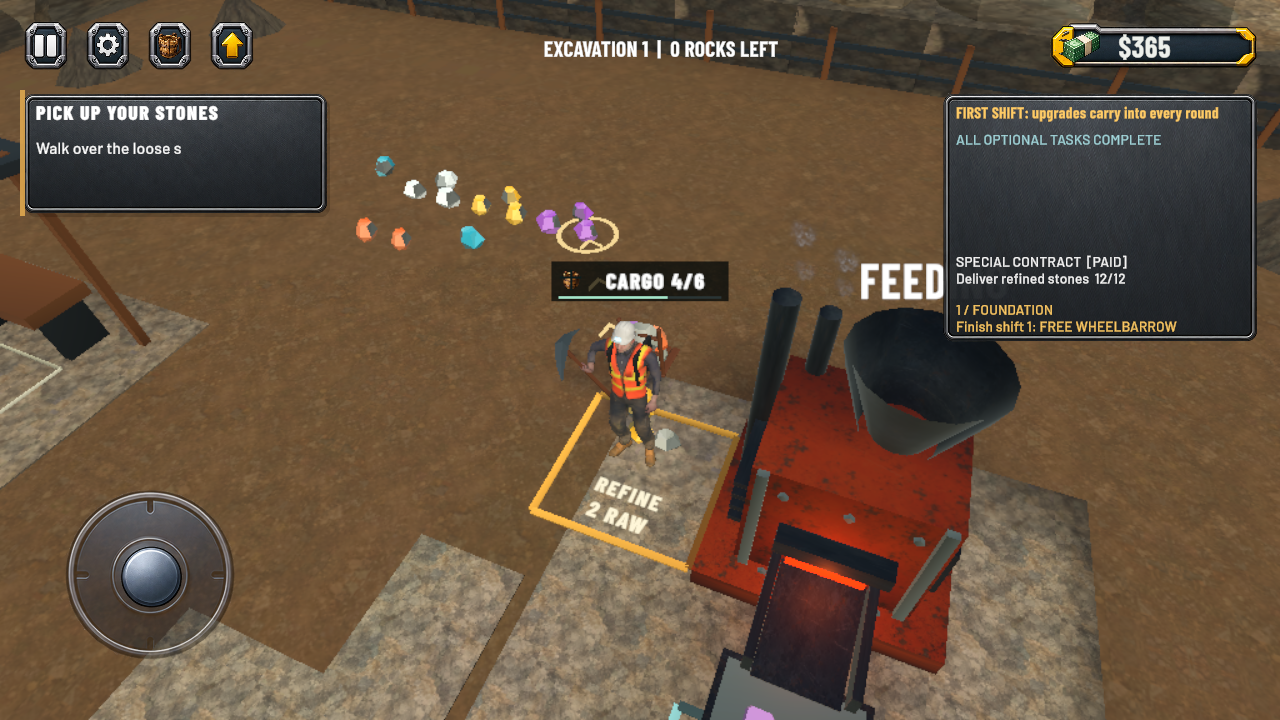 EXCAVATION 1 | 0 ROCKS LEFT
$365
PICK UP YOUR STONES
Walk over the loose s
FIRST SHIFT: upgrades carry into every round
ALL OPTIONAL TASKS COMPLETE
SPECIAL CONTRACT [PAID]
Deliver refined stones 12/12
1 / FOUNDATION
Finish shift 1: FREE WHEELBARROW
CARGO 4/6
FEED
REFINE
2 RAW